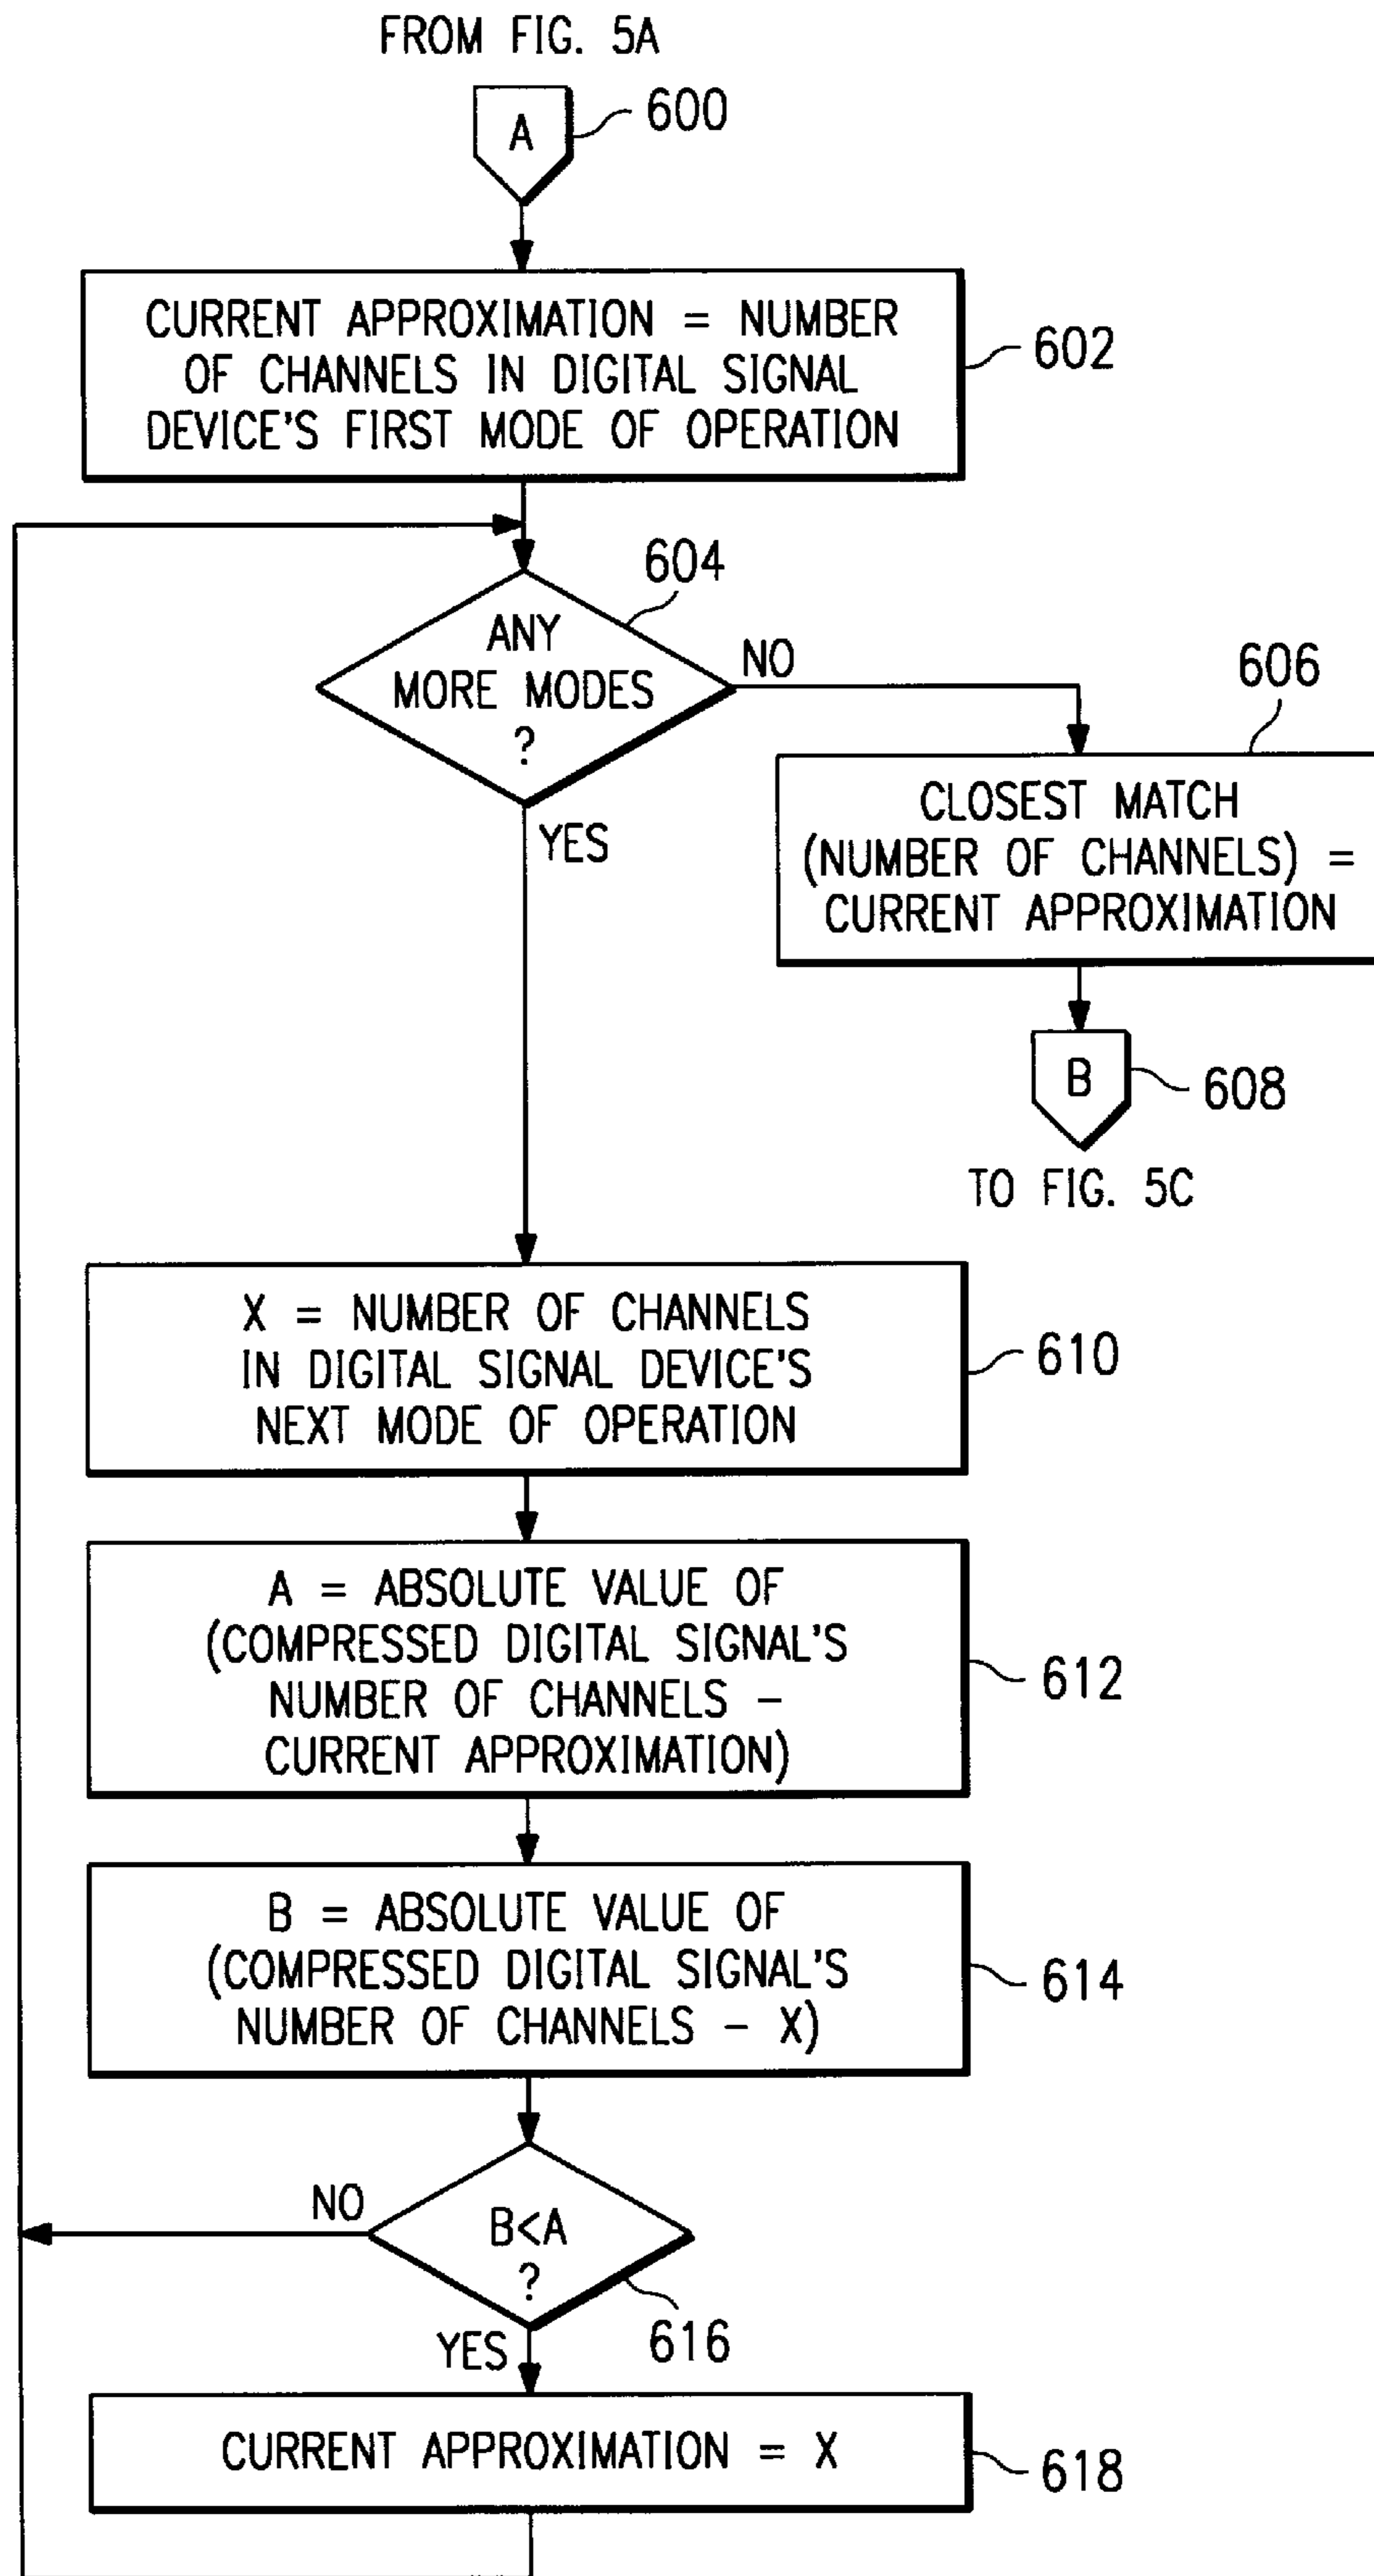 FROM FIG. 5A
A
600
CURRENT APPROXIMATION = NUMBER
OF CHANNELS IN DIGITAL SIGNAL
DEVICE'S FIRST MODE OF OPERATION
602
604
ANY
MORE MODES
?
NO
YES
606
CLOSEST MATCH
(NUMBER OF CHANNELS) =
CURRENT APPROXIMATION
B
608
TO FIG. 5C
X = NUMBER OF CHANNELS
IN DIGITAL SIGNAL DEVICE'S
NEXT MODE OF OPERATION
610
A = ABSOLUTE VALUE OF
(COMPRESSED DIGITAL SIGNAL'S
NUMBER OF CHANNELS -
CURRENT APPROXIMATION)
612
B = ABSOLUTE VALUE OF
(COMPRESSED DIGITAL SIGNAL'S
NUMBER OF CHANNELS - X)
614
NO
B<A
?
616
YES
CURRENT APPROXIMATION = X
618